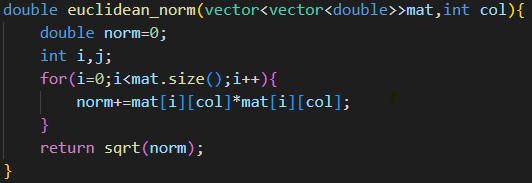 double euclidean_norm(vector<vector<double>>mat,int col){
    double norm=0;
    int i,j;
    for(i=0;i<mat.size();i++){
        norm+=mat[i][col]*mat[i][col];
    }
    return sqrt(norm);
}